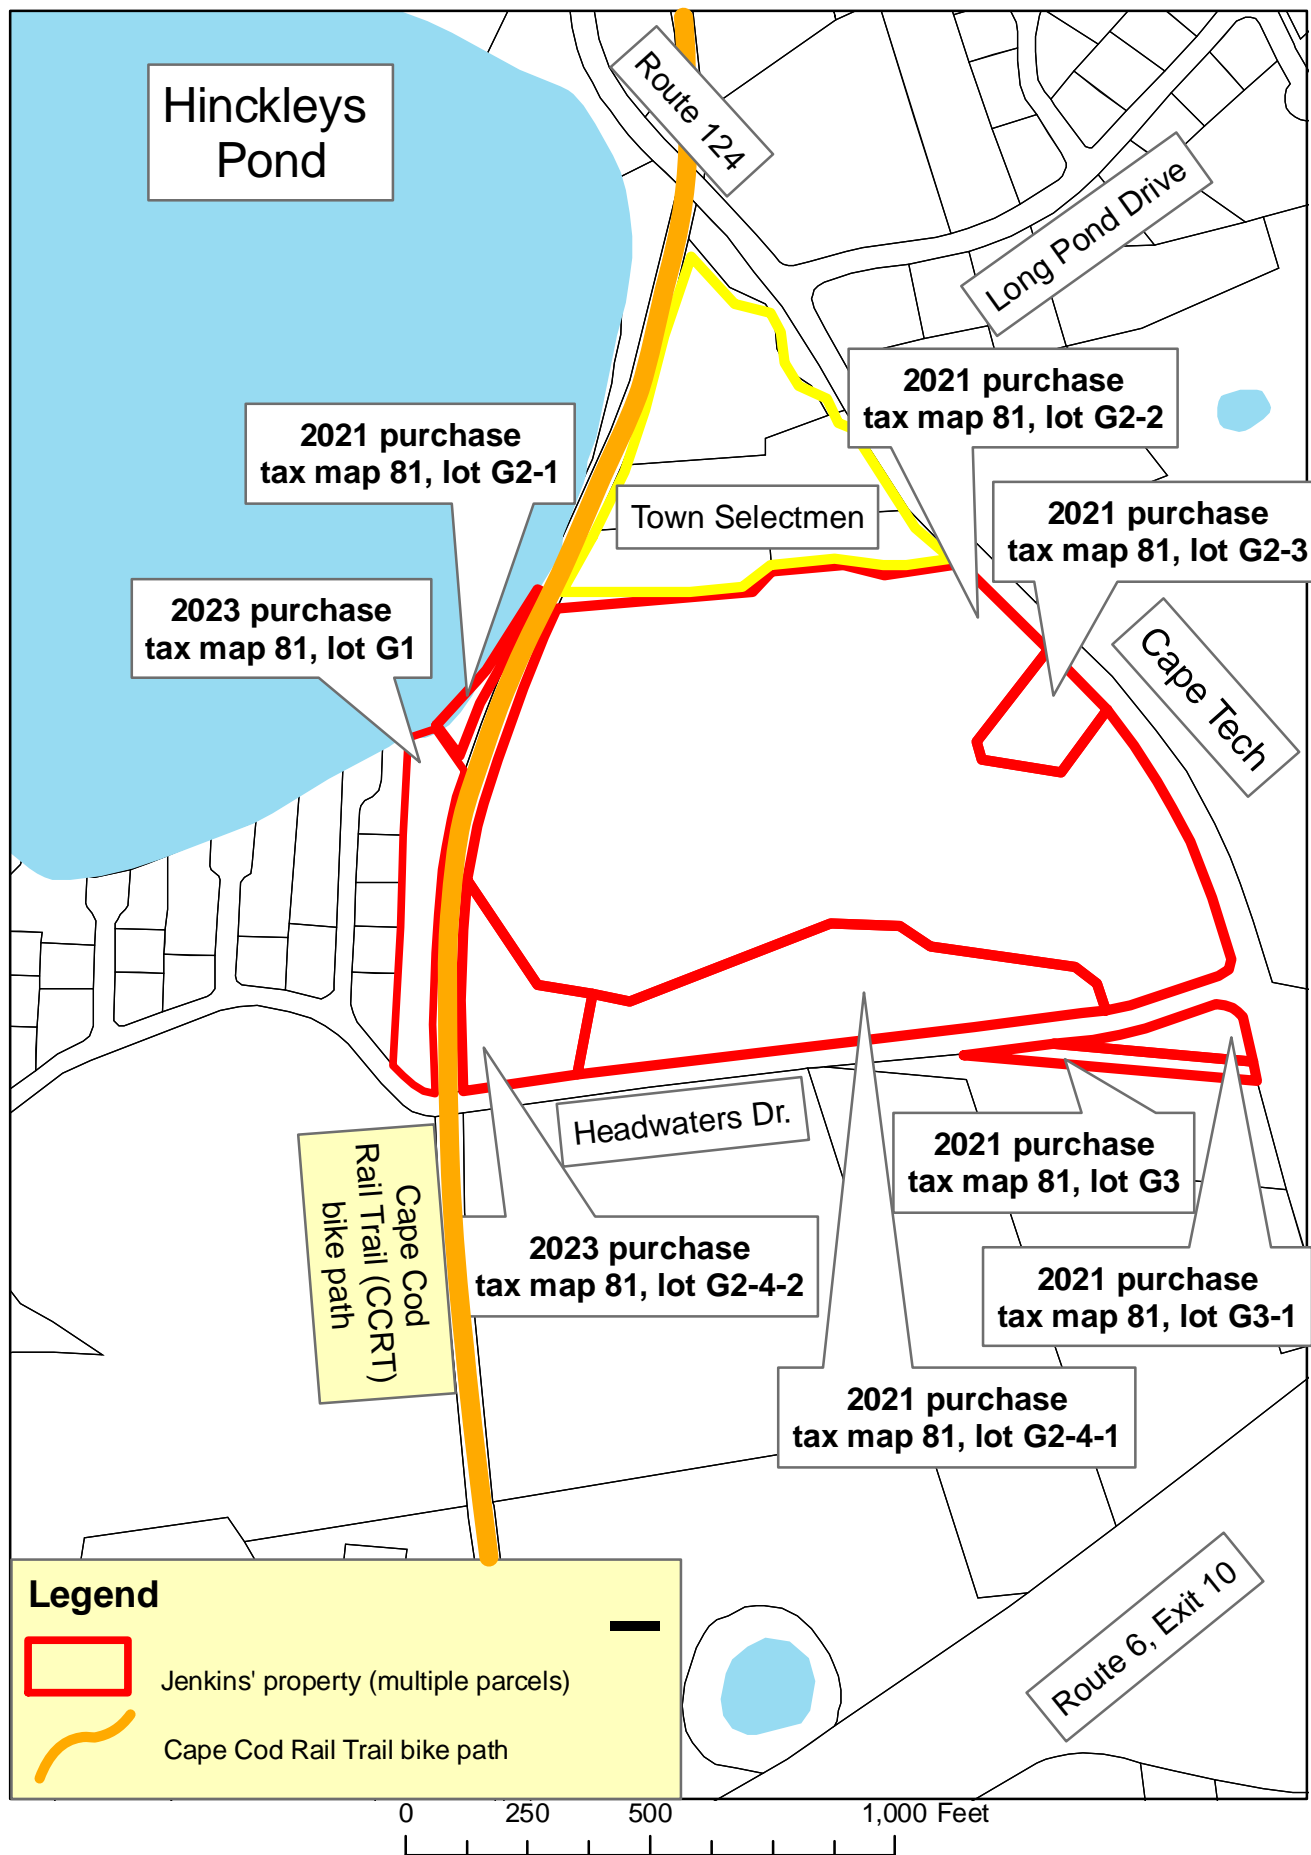 Hinckleys
Pond
Route 124
Long Pond Drive
2021 purchase
tax map 81, lot G2-2
2021 purchase
tax map 81, lot G2-1
2021 purchase
tax map 81, lot G2-3
Town Selectmen
2023 purchase
tax map 81, lot G1
Cape Tech
Headwaters Dr.
2021 purchase
tax map 81, lot G3
Cape Cod
Rail Trail (CCRT)
bike path
2023 purchase
tax map 81, lot G2-4-2
2021 purchase
tax map 81, lot G3-1
2021 purchase
tax map 81, lot G2-4-1
Route 6, Exit 10
Legend
Jenkins' property (multiple parcels)
Cape Cod Rail Trail bike path
0 250 500 1,000 Feet